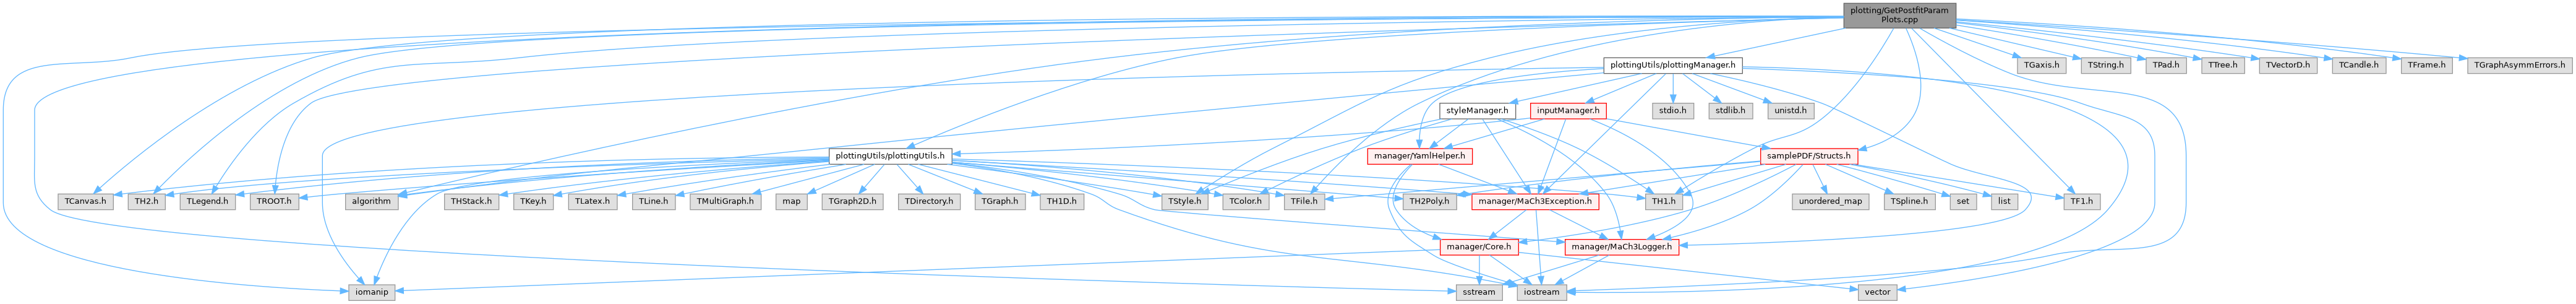 plotting/GetPostfitParam
Plots.cpp
plottingUtils/plottingManager.h
TGaxis.h
TString.h
TPad.h
TTree.h
TVectorD.h
TCandle.h
TFrame.h
TGraphAsymmErrors.h
styleManager.h
inputManager.h
stdio.h
stdlib.h
unistd.h
plottingUtils/plottingUtils.h
manager/YamlHelper.h
samplePDF/Structs.h
TCanvas.h
TH2.h
TLegend.h
TROOT.h
algorithm
THStack.h
TKey.h
TLatex.h
TLine.h
TMultiGraph.h
map
TGraph2D.h
TDirectory.h
TGraph.h
TH1D.h
TStyle.h
TColor.h
TFile.h
TH2Poly.h
manager/MaCh3Exception.h
TH1.h
unordered_map
TSpline.h
set
list
TF1.h
manager/Core.h
manager/MaCh3Logger.h
iomanip
sstream
iostream
vector